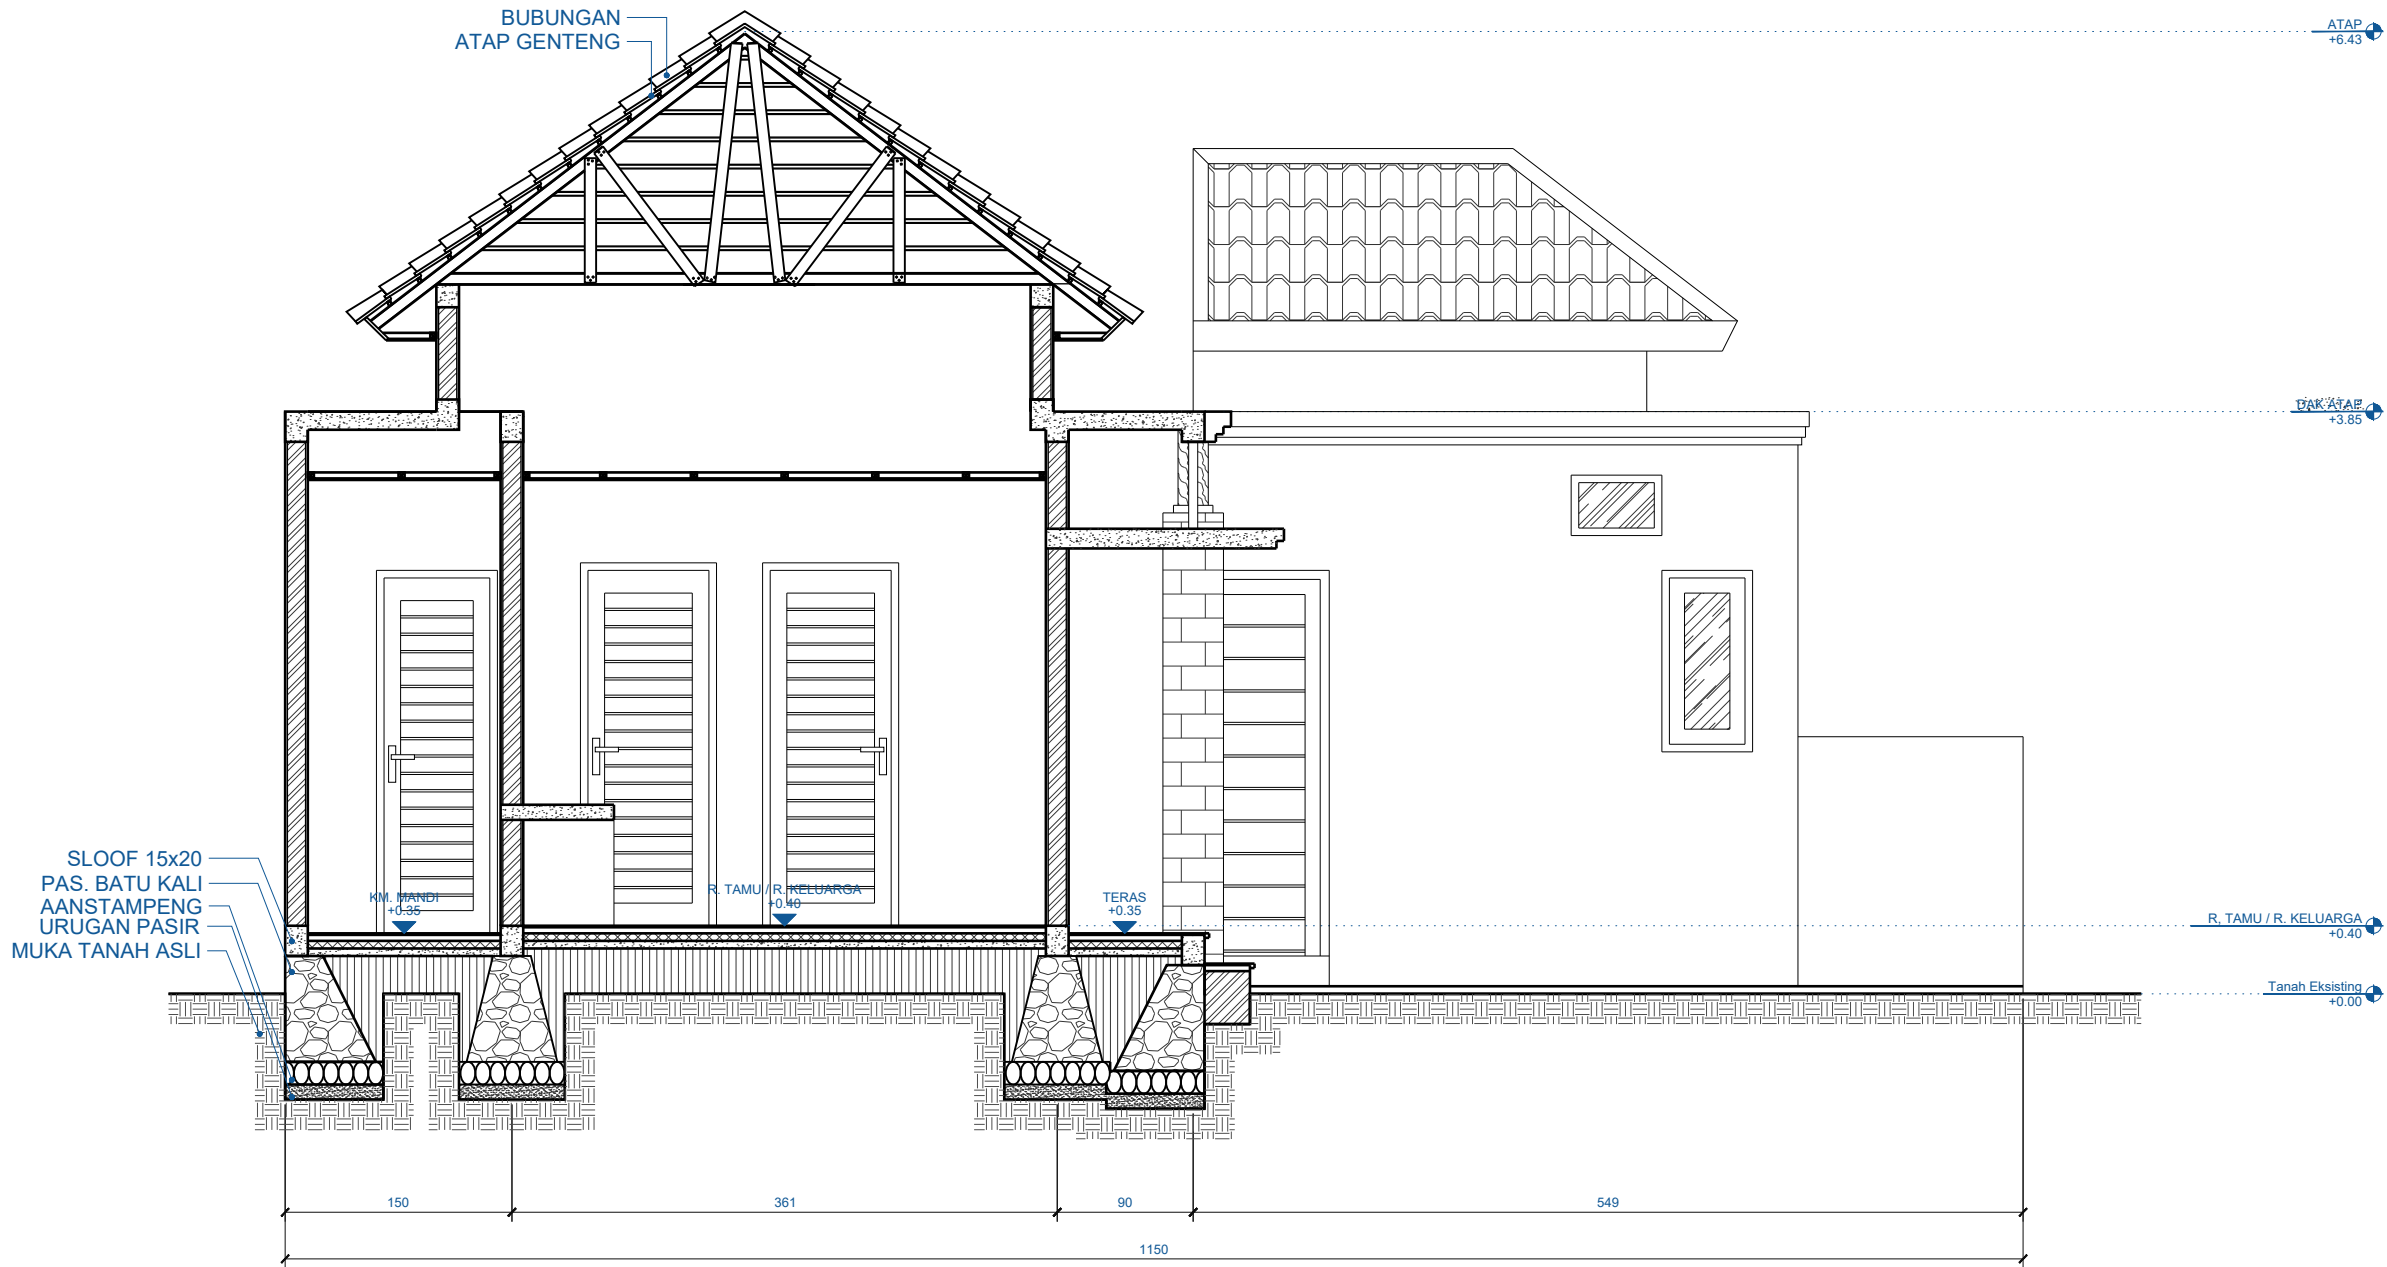 BUBUNGAN
ATAP GENTENG
ATAP
+6.43
DAK ATAP
+3.85
SLOOF 15x20
PAS. BATU KALI
AANSTAMPENG
URUGAN PASIR
MUKA TANAH ASLI
KM. MANDI
+0.35
R. TAMU / R. KELUARGA
+0.40
TERAS
+0.35
R, TAMU / R. KELUARGA
+0.40
Tanah Eksisting
+0.00
150
361
90
549
1150